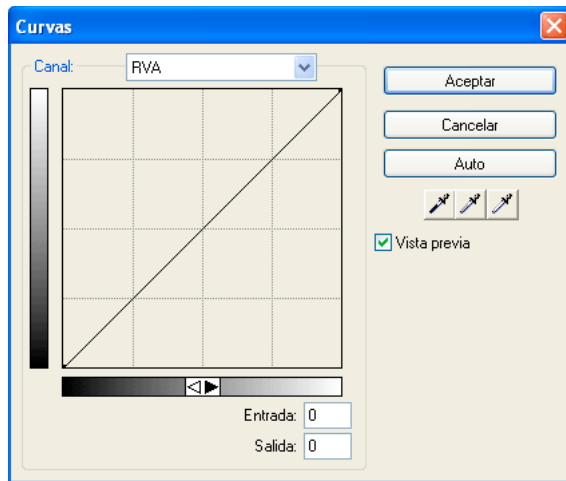 Curvas
Canal: RVA
Aceptar
Cancelar
Auto
Vista previa
Entrada: 0
Salida: 0